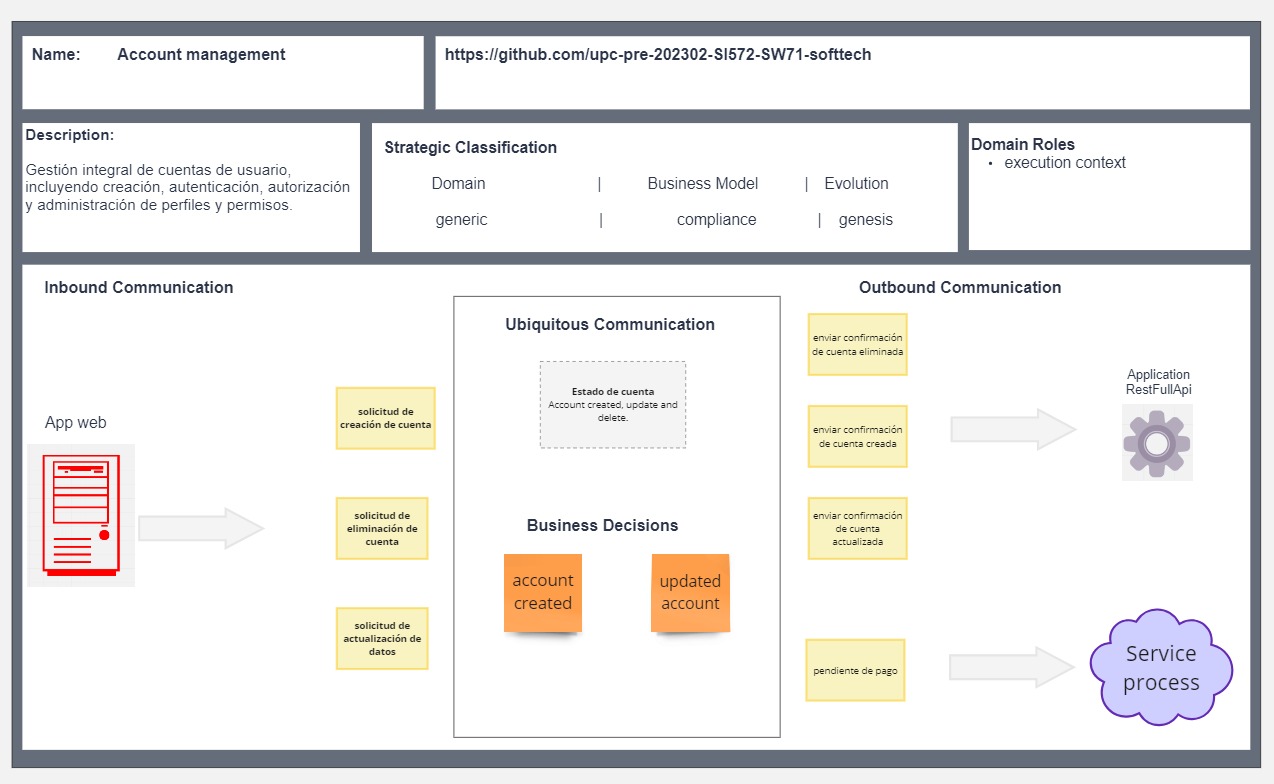 Name: Account management
https://github.com/upc-pre-202302-SI572-SW71-softtech
Description:
Gestión integral de cuentas de usuario,
incluyendo creación, autenticación, autorización
y administración de perfiles y permisos.
Strategic Classification
Domain | Business Model | Evolution
generic | compliance | genesis
Domain Roles
• execution context
Inbound Communication
App web
solicitud de
creación de cuenta
solicitud de
eliminación de
cuenta
solicitud de
actualización de
datos
Ubiquitous Communication
Estado de cuenta
Account created, update and
delete.
Business Decisions
account
created
updated
account
Outbound Communication
enviar confirmación
de cuenta eliminada
enviar confirmación
de cuenta creada
enviar confirmación
de cuenta
actualizada
pendiente de pago
Application
RestFullApi
Service
process